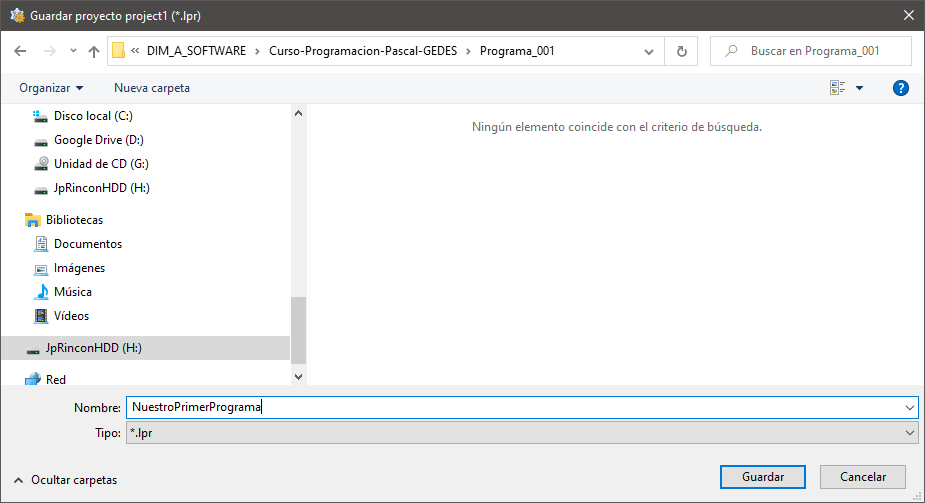 Guardar proyecto project1 (*.lpr)
« DIM_A_SOFTWARE > Curso-Programacion-Pascal-GEDES > Programa_001
Buscar en Programa_001
Organizar
Nueva carpeta
Disco local (C:)
Google Drive (D:)
Unidad de CD (G:)
JpRinconHDD (H:)
Bibliotecas
Documentos
Imágenes
Música
Vídeos
JpRinconHDD (H:)
Red
Ningún elemento coincide con el criterio de búsqueda.
Nombre: NuestroPrimerPrograma
Tipo: *.lpr
Ocultar carpetas
Guardar
Cancelar